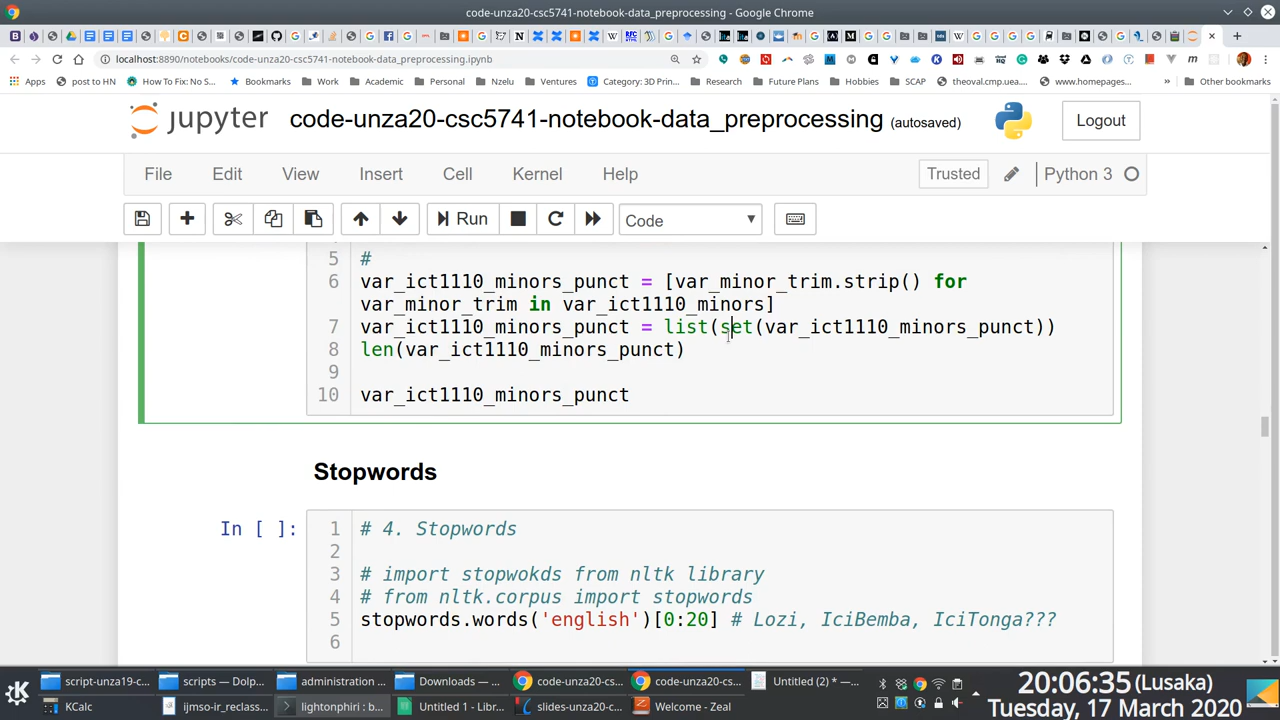 code-unza20-csc5741-notebook-data_preprocessing - Google Chrome
localhost:8890/notebooks/code-unza20-csc5741-notebook-data_preprocessing.ipynb
Apps post to HN How To Fix: No S... Bookmarks Work Academic Personal Nzelu Ventures Category: 3D Prin... Research Future Plans Hobbies SCAP theoval.cmp.uea.... www.homepages... » Other bookmarks
jupyter code-unza20-csc5741-notebook-data_preprocessing (autosaved) Logout
File Edit View Insert Cell Kernel Help Trusted Python 3
Run Code
5 #
6 var_ict1110_minors_punct = [var_minor_trim.strip() for
var_minor_trim in var_ict1110_minors]
7 var_ict1110_minors_punct = list(set(var_ict1110_minors_punct))
8 len(var_ict1110_minors_punct)
9
10 var_ict1110_minors_punct
Stopwords
In [ ]: 1 # 4. Stopwords
2
3 # import stopwokds from nltk library
4 # from nltk.corpus import stopwords
5 stopwords.words('english')[0:20] # Lozi, IciBemba, IciTonga???
6
script-unza19-c... scripts — Dolp... administration ... Downloads — ... code-unza20-cs... code-unza20-cs... Untitled (2) * —... 20:06:35 (Lusaka)
KCalc ijmso-ir_reclass... lightonphiri : b... Untitled 1 - Libr... slides-unza20-cs... Welcome - Zeal Tuesday, 17 March 2020